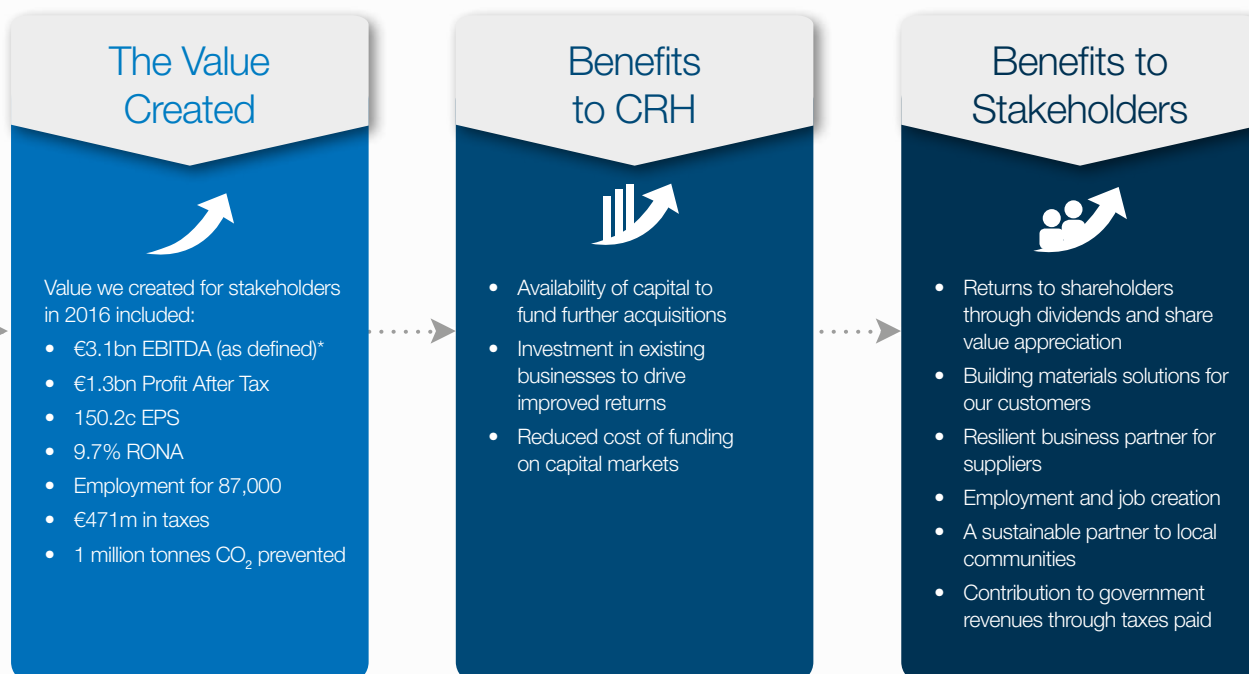 The Value
Created
Value we created for stakeholders
in 2016 included:
• €3.1bn EBITDA (as defined)*
• €1.3bn Profit After Tax
• 150.2c EPS
• 9.7% RONA
• Employment for 87,000
• €471m in taxes
• 1 million tonnes CO₂ prevented
Benefits
to CRH
• Availability of capital to
fund further acquisitions
• Investment in existing
businesses to drive
improved returns
• Reduced cost of funding
on capital markets
Benefits to
Stakeholders
• Returns to shareholders
through dividends and share
value appreciation
• Building materials solutions for
our customers
• Resilient business partner for
suppliers
• Employment and job creation
• A sustainable partner to local
communities
• Contribution to government
revenues through taxes paid